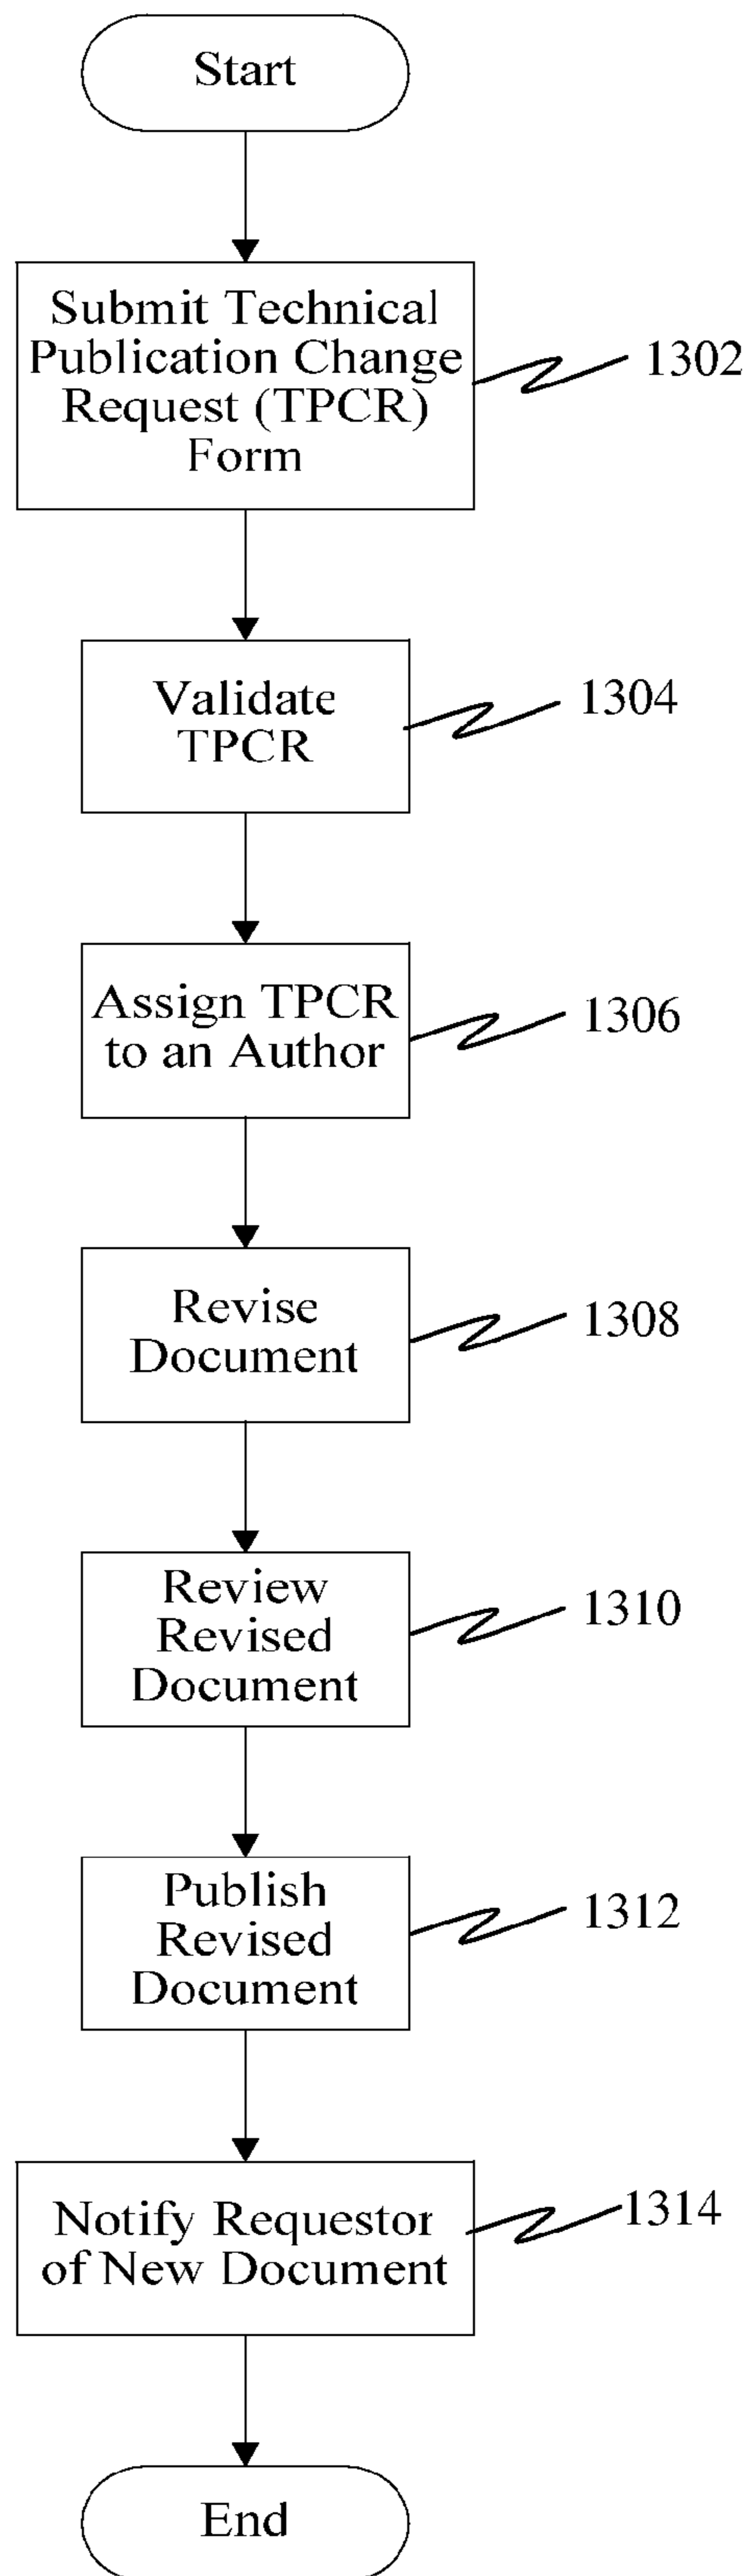 Start
Submit Technical
Publication Change
Request (TPCR)
Form
1302
Validate
TPCR
1304
Assign TPCR
to an Author
1306
Revise
Document
1308
Review
Revised
Document
1310
Publish
Revised
Document
1312
Notify Requestor
of New Document
1314
End